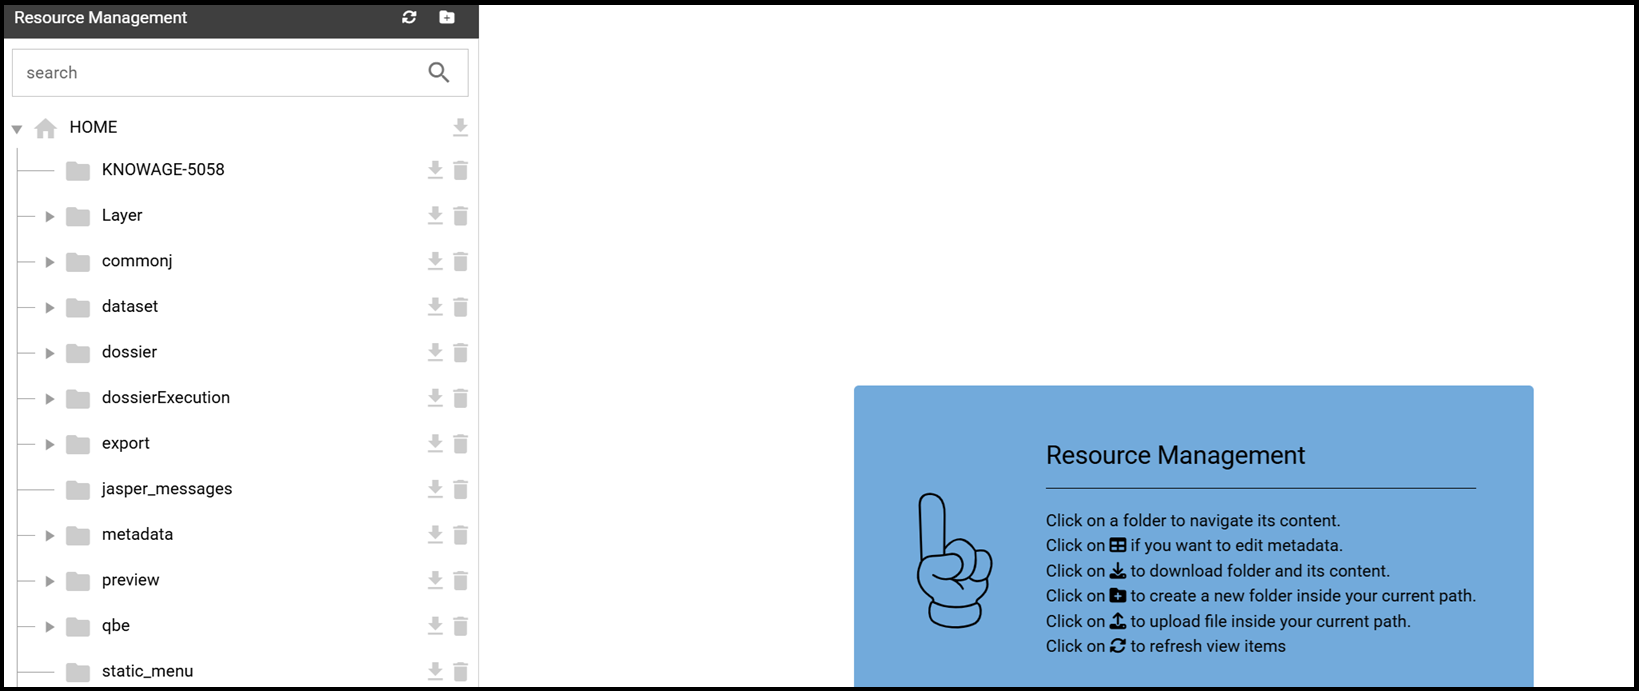 Resource Management
search
HOME
KNOWAGE-5058
Layer
commonj
dataset
dossier
dossierExecution
export
jasper_messages
metadata
preview
qbe
static_menu
Resource Management
Click on a folder to navigate its content.
Click on if you want to edit metadata.
Click on to download folder and its content.
Click on to create a new folder inside your current path.
Click on to upload file inside your current path.
Click on to refresh view items